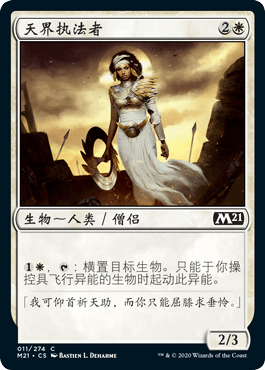 天界执法者 2
生物～人类 / 僧侣 M21
1，：横置目标生物。只能于你操
控具飞行异能的生物时起动此异能。
「我可仰首祈天助，而你只能屈膝求垂怜。」
2/3
011/274 C
M21 • CS BASTIEN L. DEHARME ™ & © 2020 Wizards of the Coast